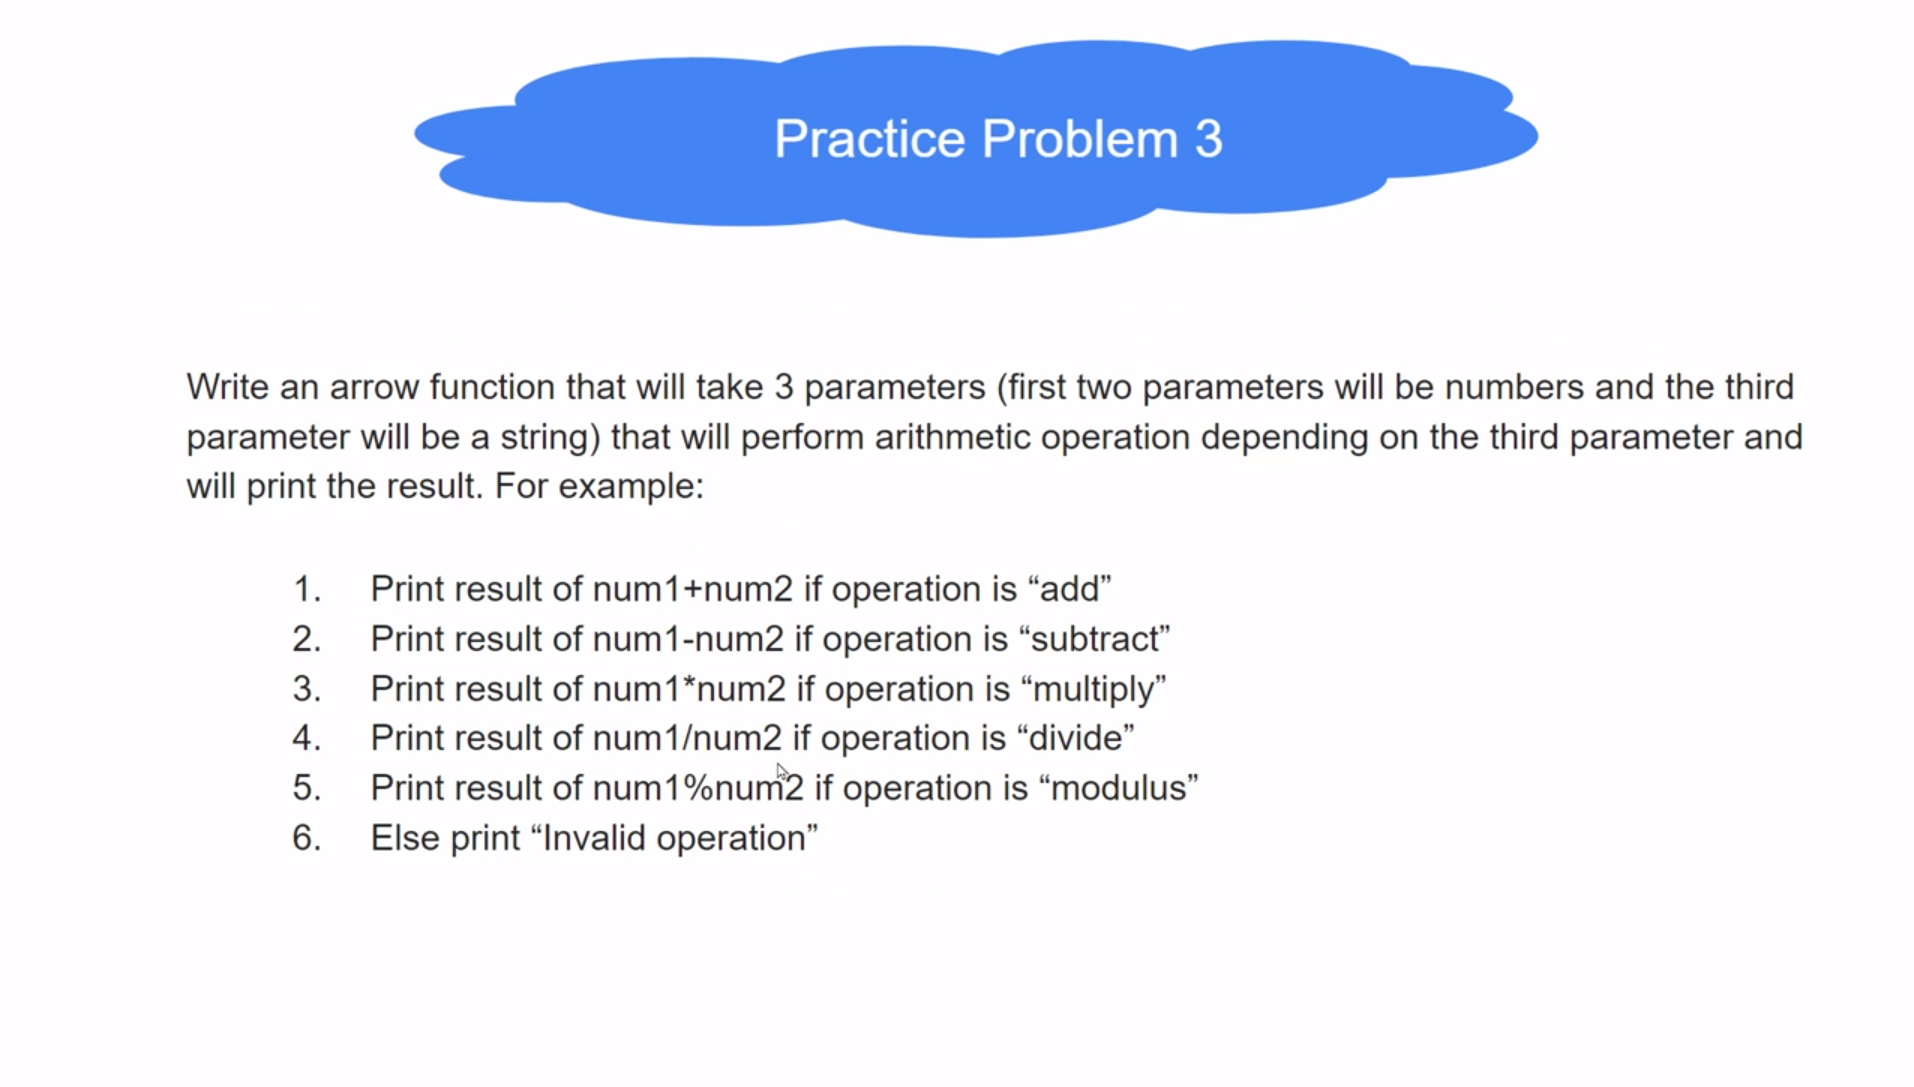 Practice Problem 3
Write an arrow function that will take 3 parameters (first two parameters will be numbers and the third
parameter will be a string) that will perform arithmetic operation depending on the third parameter and
will print the result. For example:
1. Print result of num1+num2 if operation is “add”
2. Print result of num1-num2 if operation is “subtract”
3. Print result of num1*num2 if operation is “multiply”
4. Print result of num1/num2 if operation is “divide”
5. Print result of num1%num2 if operation is “modulus”
6. Else print “Invalid operation”